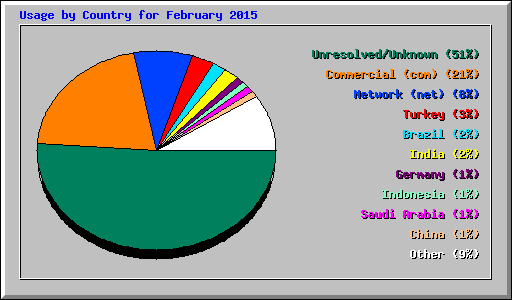 Usage by Country for February 2015
Unresolved/Unknown (51%)
Commercial (com) (21%)
Network (net) (8%)
Turkey (3%)
Brazil (2%)
India (2%)
Germany (1%)
Indonesia (1%)
Saudi Arabia (1%)
China (1%)
Other (9%)